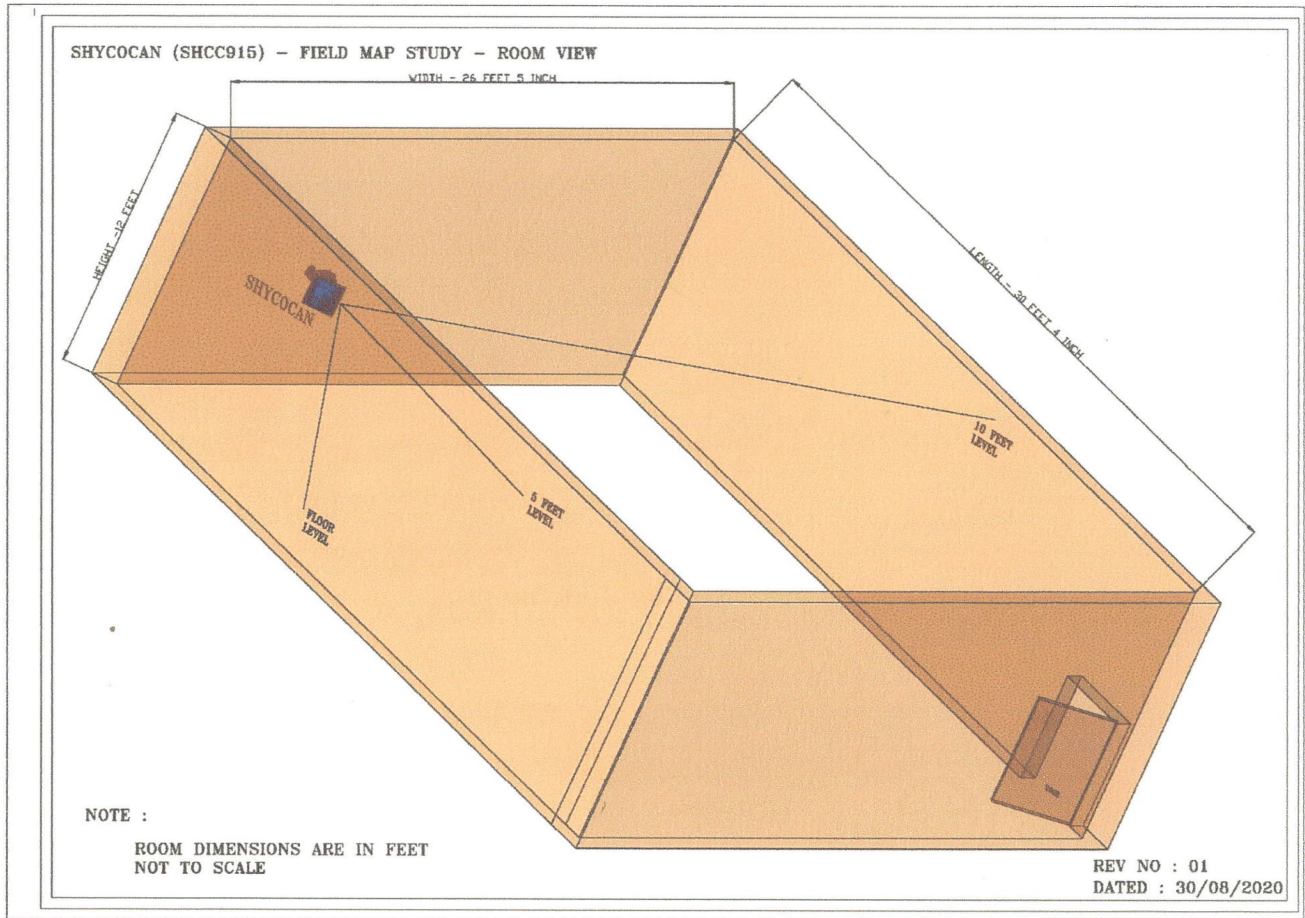 SHYCOCAN (SHCC915) - FIELD MAP STUDY - ROOM VIEW
WIDTH - 26 FEET 5 INCH
HEIGHT -12 FEET
LENGTH - 30 FEET 4 INCH
SHYCOCAN
10 FEET
LEVEL
5 FEET
LEVEL
FLOOR
LEVEL
NOTE :
ROOM DIMENSIONS ARE IN FEET
NOT TO SCALE
REV NO : 01
DATED : 30/08/2020